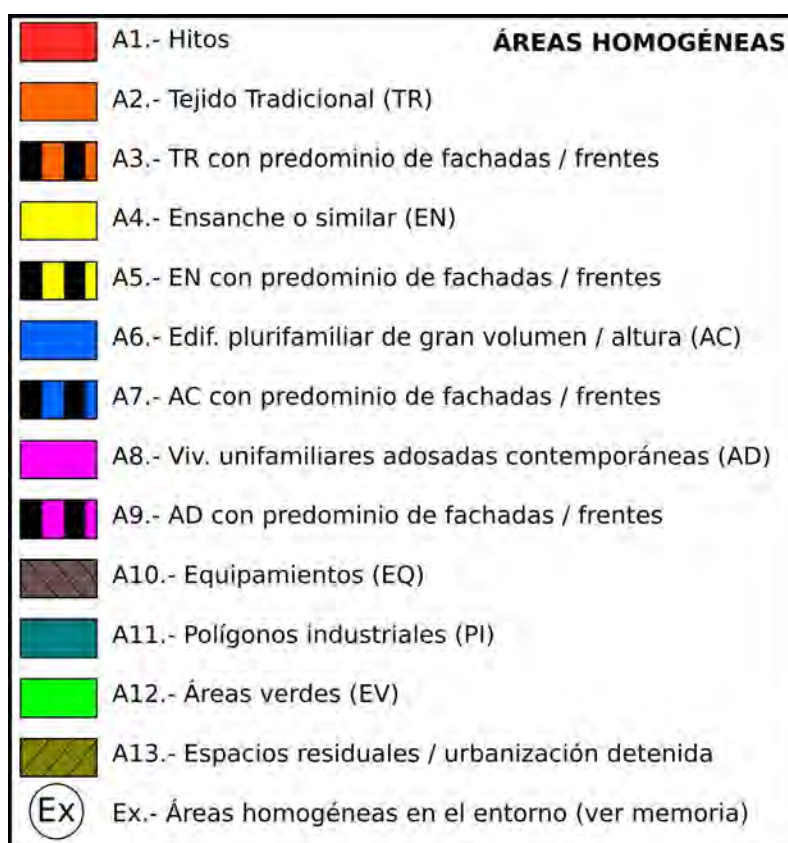 A1.- Hitos
ÁREAS HOMOGÉNEAS
A2.- Tejido Tradicional (TR)
A3.- TR con predominio de fachadas / frentes
A4.- Ensanche o similar (EN)
A5.- EN con predominio de fachadas / frentes
A6.- Edif. plurifamiliar de gran volumen / altura (AC)
A7.- AC con predominio de fachadas / frentes
A8.- Viv. unifamiliares adosadas contemporáneas (AD)
A9.- AD con predominio de fachadas / frentes
A10.- Equipamientos (EQ)
A11.- Polígonos industriales (PI)
A12.- Áreas verdes (EV)
A13.- Espacios residuales / urbanización detenida
Ex Ex.- Áreas homogéneas en el entorno (ver memoria)